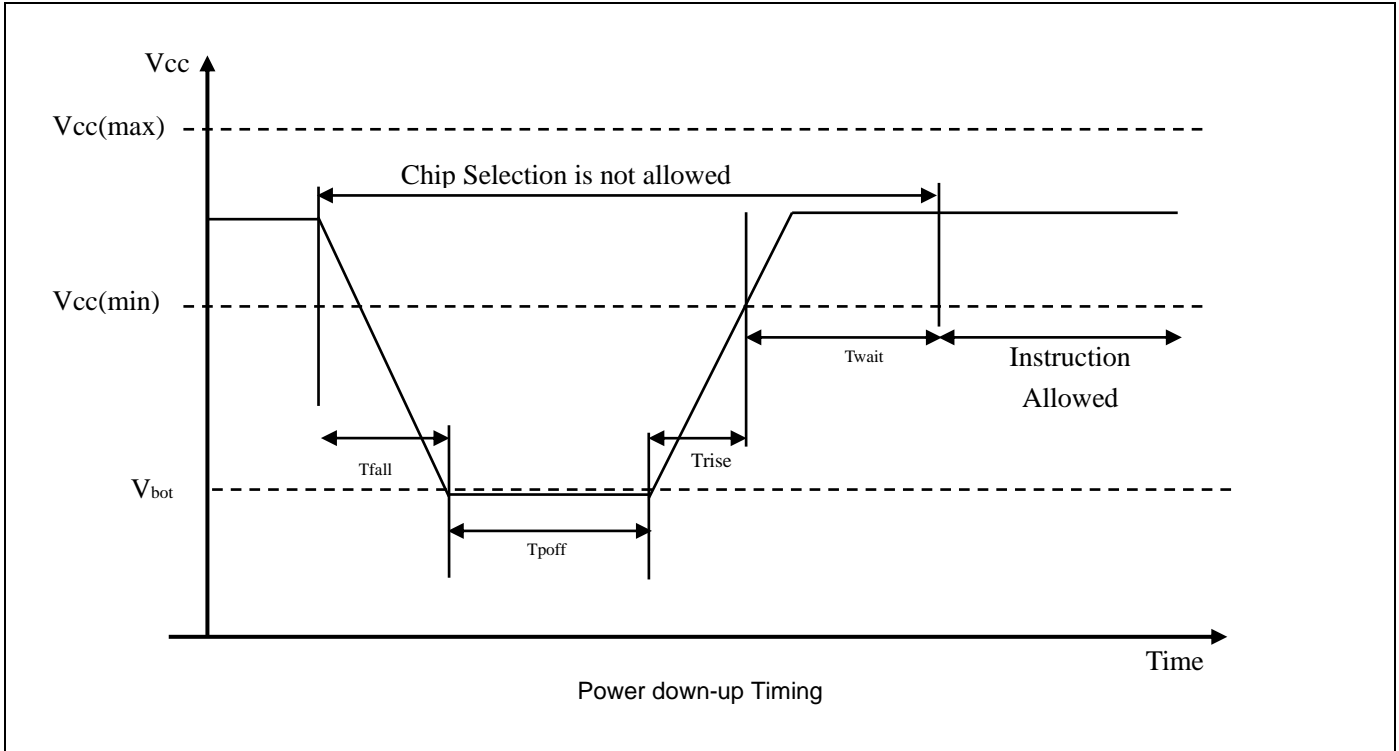 Vcc
Vcc(max)
Chip Selection is not allowed
Vcc(min)
Twait
Instruction
Allowed
Tfall
Trise
Vbot
Tpoff
Time
Power down-up Timing